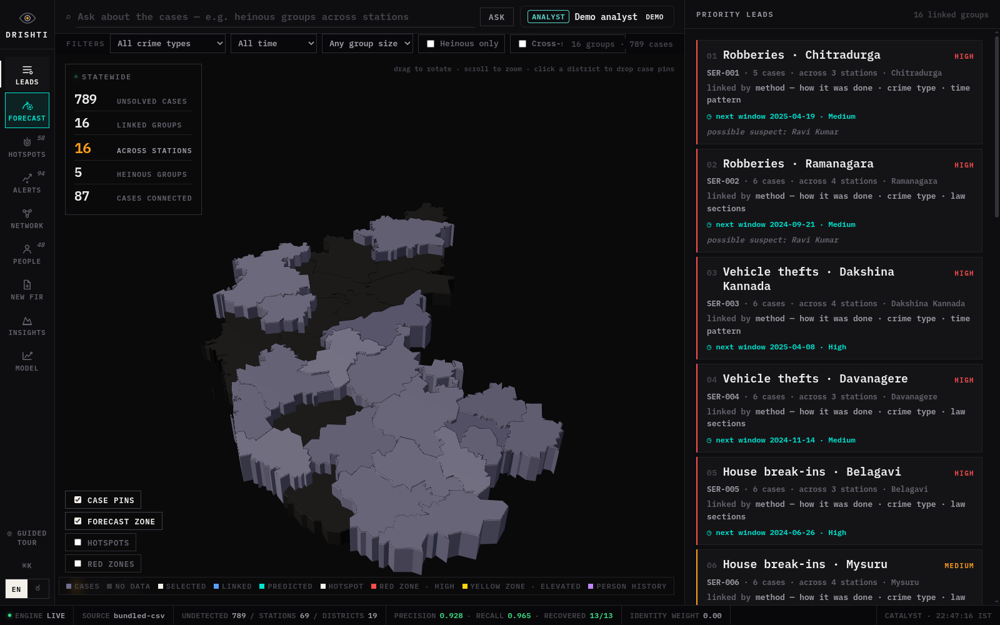 DRISHTI
LEADS
FORECAST
HOTSPOTS 58
ALERTS 94
NETWORK
PEOPLE 48
NEW FIR
INSIGHTS
MODEL
GUIDED
TOUR
⌘K
EN
Ask about the cases — e.g. heinous groups across stations
ASK
ANALYST Demo analyst DEMO
FILTERS All crime types All time Any group size Heinous only Cross-s 16 groups · 789 cases
drag to rotate · scroll to zoom · click a district to drop case pins
STATEWIDE
789 UNSOLVED CASES
16 LINKED GROUPS
16 ACROSS STATIONS
5 HEINOUS GROUPS
87 CASES CONNECTED
CASE PINS
FORECAST ZONE
HOTSPOTS
RED ZONES
CASES NO DATA SELECTED LINKED PREDICTED HOTSPOT RED ZONE · HIGH YELLOW ZONE · ELEVATED PERSON HISTORY
PRIORITY LEADS 16 linked groups
01 Robberies · Chitradurga HIGH
SER-001 · 5 cases · across 3 stations · Chitradurga
linked by method — how it was done · crime type · time
pattern
◷ next window 2025-04-19 · Medium
possible suspect: Ravi Kumar
02 Robberies · Ramanagara HIGH
SER-002 · 6 cases · across 4 stations · Ramanagara
linked by method — how it was done · crime type · law
sections
◷ next window 2024-09-21 · Medium
possible suspect: Ravi Kumar
03 Vehicle thefts · Dakshina
Kannada HIGH
SER-003 · 6 cases · across 4 stations · Dakshina Kannada
linked by method — how it was done · crime type · time
pattern
◷ next window 2025-04-08 · High
04 Vehicle thefts · Davanagere HIGH
SER-004 · 6 cases · across 3 stations · Davanagere
linked by method — how it was done · crime type · law
sections
◷ next window 2024-11-14 · Medium
05 House break-ins · Belagavi HIGH
SER-005 · 6 cases · across 3 stations · Belagavi
linked by method — how it was done · crime type · law
sections
◷ next window 2024-06-26 · High
06 House break-ins · Mysuru MEDIUM
SER-006 · 6 cases · across 4 stations · Mysuru
linked by method — how it was done · crime type · law
ENGINE LIVE SOURCE bundled-csv UNDETECTED 789 / STATIONS 69 / DISTRICTS 19 PRECISION 0.928 · RECALL 0.965 · RECOVERED 13/13 IDENTITY WEIGHT 0.00 CATALYST · 22:47:16 IST